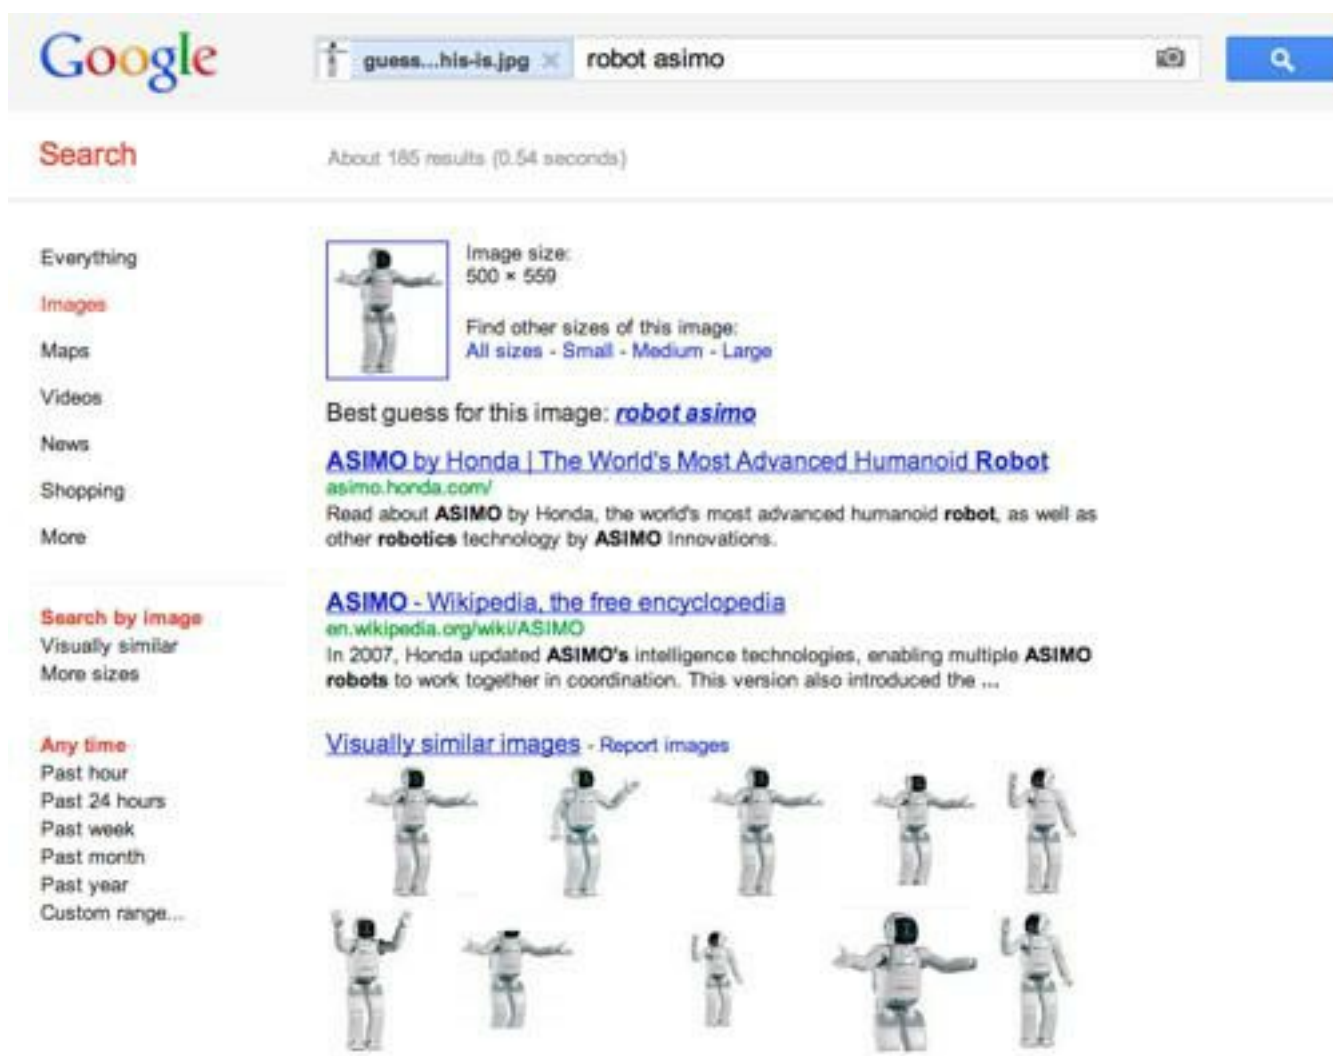 Google
guess...his-is.jpg × robot asimo
Search
About 185 results (0.54 seconds)
Everything
Images
Maps
Videos
News
Shopping
More
Search by image
Visually similar
More sizes
Any time
Past hour
Past 24 hours
Past week
Past month
Past year
Custom range...
Image size:
500 × 559
Find other sizes of this image:
All sizes - Small - Medium - Large
Best guess for this image: robot asimo
ASIMO by Honda | The World's Most Advanced Humanoid Robot
asimo.honda.com/
Read about ASIMO by Honda, the world's most advanced humanoid robot, as well as
other robotics technology by ASIMO Innovations.
ASIMO - Wikipedia, the free encyclopedia
en.wikipedia.org/wiki/ASIMO
In 2007, Honda updated ASIMO's intelligence technologies, enabling multiple ASIMO
robots to work together in coordination. This version also introduced the ...
Visually similar images - Report images